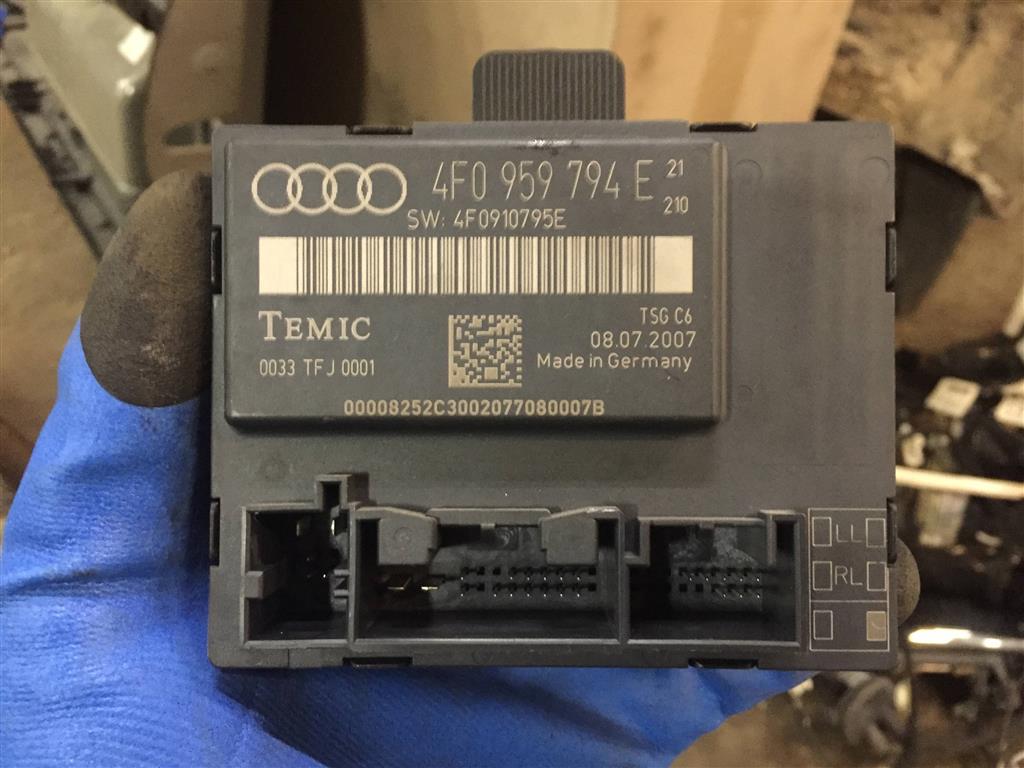 4F0 959 794 E 21
210
SW: 4F0910795E
TEMIC
TSG C6
08.07.2007
0033 TFJ 0001
Made in Germany
00008252C3002077080007B
LL
RL